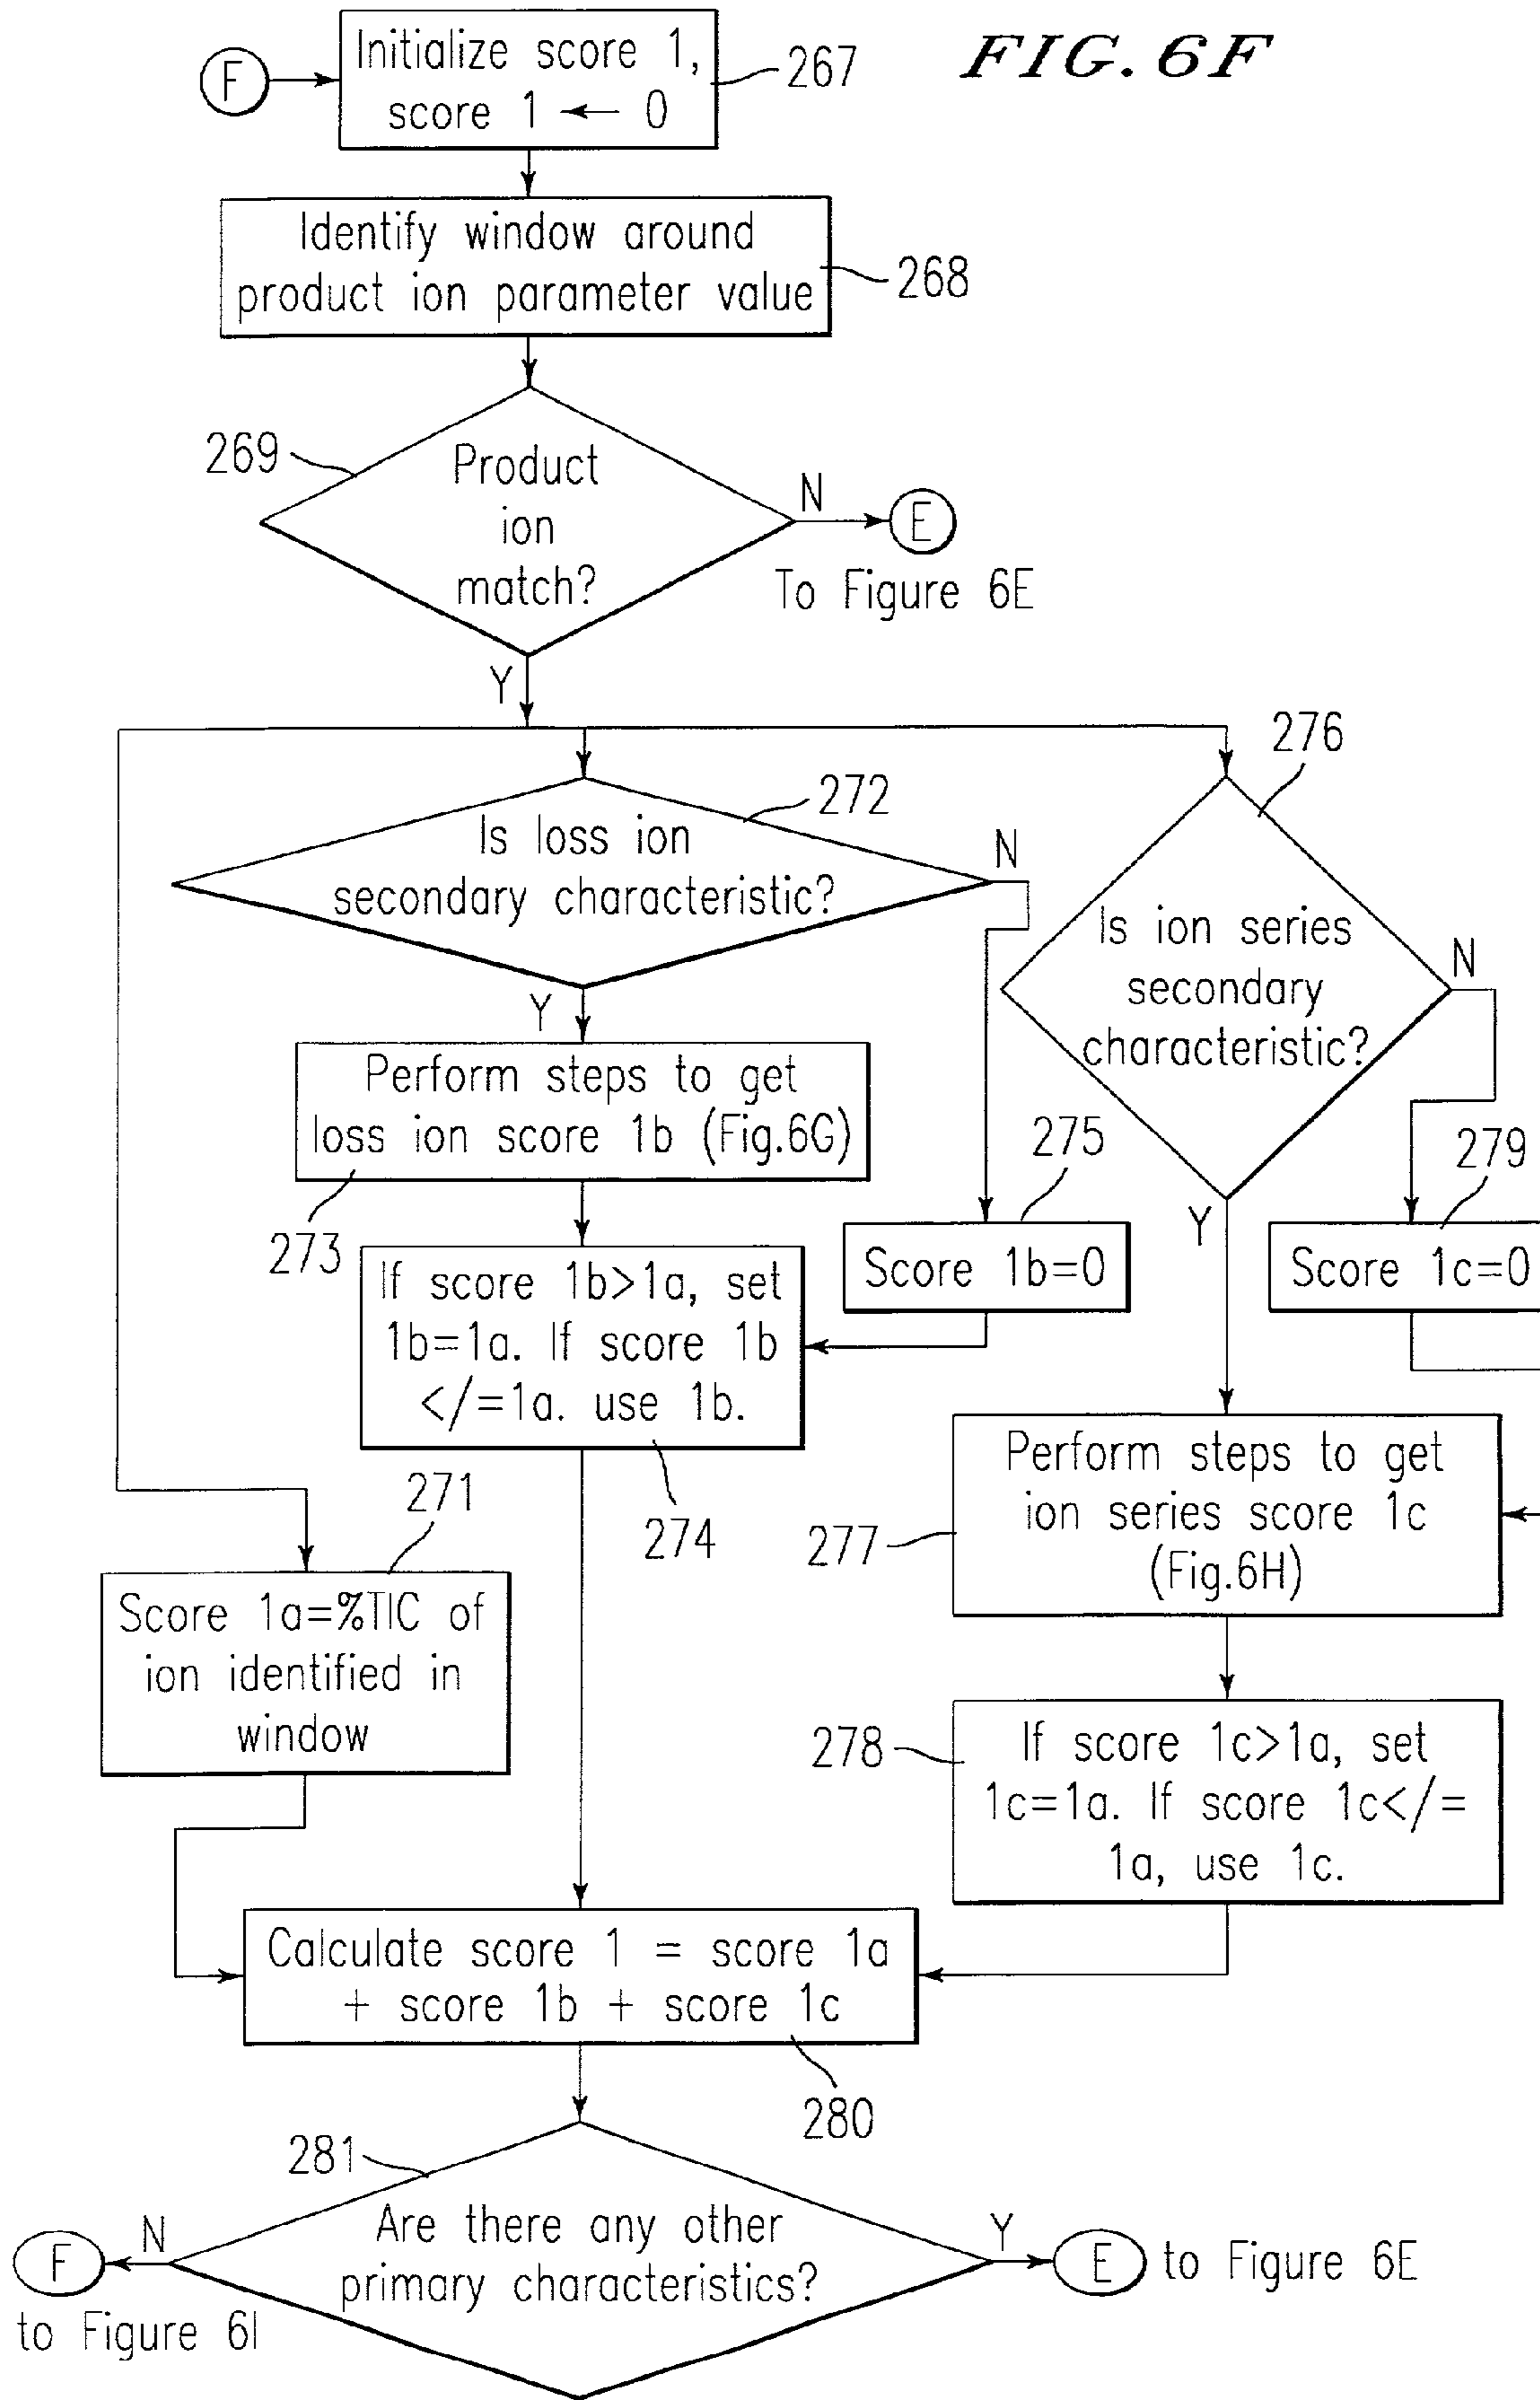 FIG. 6F
F
Initialize score 1,
score 1 ← 0
267
Identify window around
product ion parameter value
268
269
Product
ion
match?
N
E
To Figure 6E
Y
276
272
Is loss ion
secondary characteristic?
N
Is ion series
secondary
characteristic?
N
Y
Perform steps to get
loss ion score 1b (Fig.6G)
273
275
279
Y
Score 1b=0
Score 1c=0
If score 1b>1a, set
1b=1a. If score 1b
</=1a. use 1b.
274
Perform steps to get
ion series score 1c
(Fig.6H)
277
271
Score 1a=%TIC of
ion identified in
window
278
If score 1c>1a, set
1c=1a. If score 1c</=
1a, use 1c.
Calculate score 1 = score 1a
+ score 1b + score 1c
280
281
Are there any other
primary characteristics?
N
F
to Figure 6I
Y
E
to Figure 6E